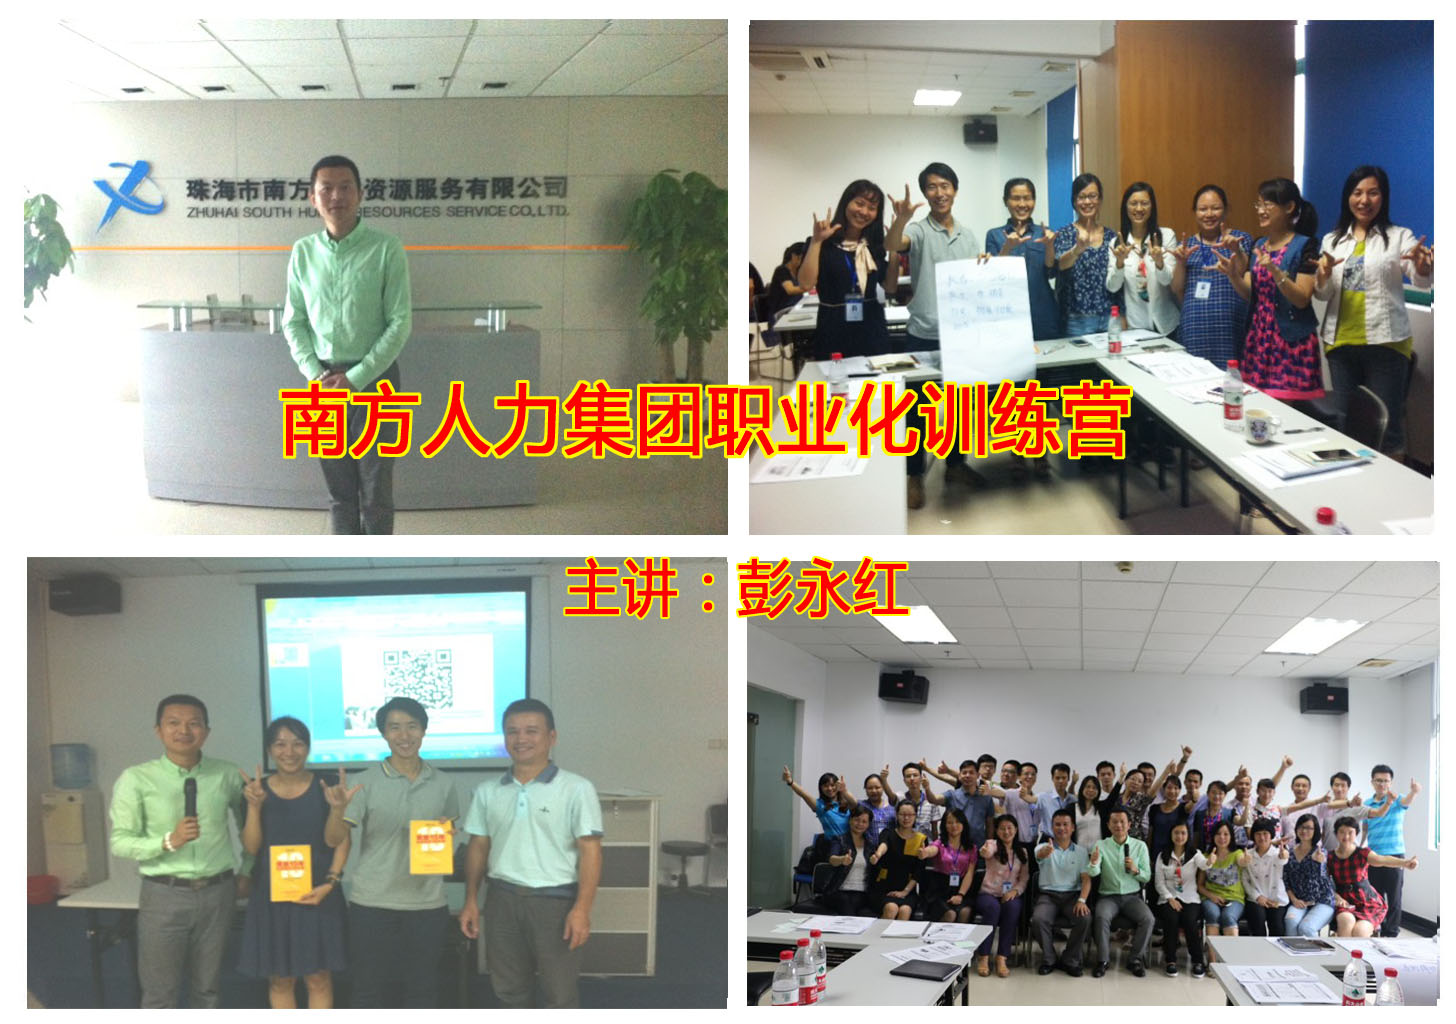 珠海市南方 资源服务有限公司
ZHUHAI SOUTH HU RESOURCES SERVICE CO., LTD.
南方人力集团职业化训练营
主讲：彭永红